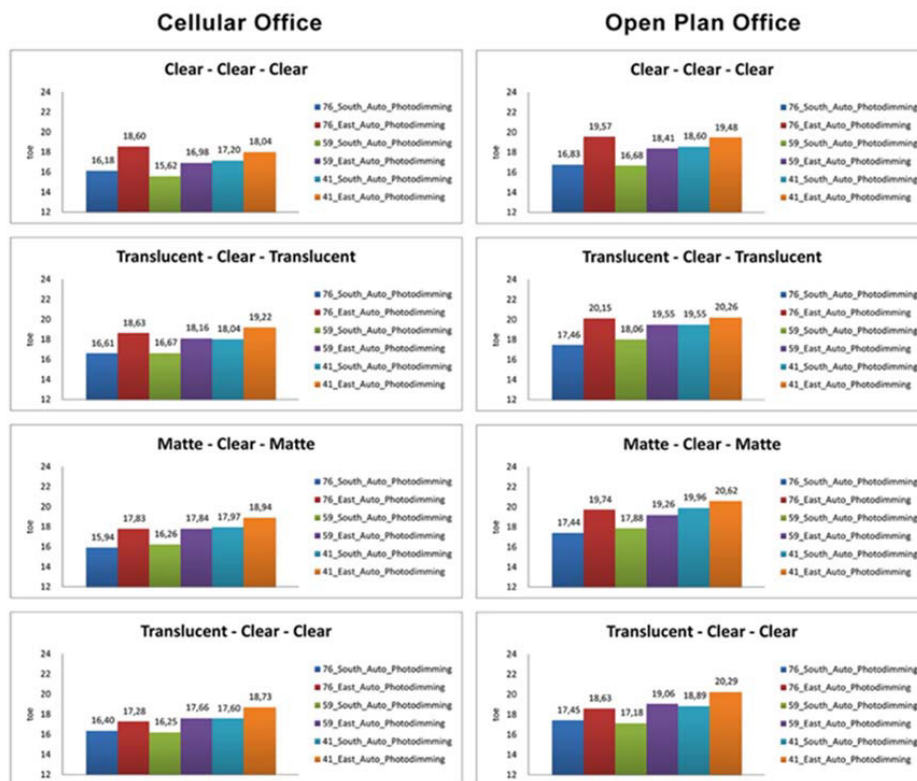 Cellular Office
Clear - Clear - Clear
24
22
20
18
16
14
12
toe
16,18
18,60
15,62
16,98
17,20
18,04
76_South_Auto_Photodimming
76_East_Auto_Photodimming
59_South_Auto_Photodimming
59_East_Auto_Photodimming
41_South_Auto_Photodimming
41_East_Auto_Photodimming
Translucent - Clear - Translucent
24
22
20
18
16
14
12
toe
16,61
18,63
16,67
18,16
18,04
19,22
76_South_Auto_Photodimming
76_East_Auto_Photodimming
59_South_Auto_Photodimming
59_East_Auto_Photodimming
41_South_Auto_Photodimming
41_East_Auto_Photodimming
Matte - Clear - Matte
24
22
20
18
16
14
12
toe
15,94
17,83
16,26
17,84
17,97
18,94
76_South_Auto_Photodimming
76_East_Auto_Photodimming
59_South_Auto_Photodimming
59_East_Auto_Photodimming
41_South_Auto_Photodimming
41_East_Auto_Photodimming
Translucent - Clear - Clear
24
22
20
18
16
14
12
toe
16,40
17,28
16,25
17,66
17,60
18,73
76_South_Auto_Photodimming
76_East_Auto_Photodimming
59_South_Auto_Photodimming
59_East_Auto_Photodimming
41_South_Auto_Photodimming
41_East_Auto_Photodimming
Open Plan Office
Clear - Clear - Clear
24
22
20
18
16
14
12
toe
16,83
19,57
16,68
18,41
18,60
19,48
76_South_Auto_Photodimming
76_East_Auto_Photodimming
59_South_Auto_Photodimming
59_East_Auto_Photodimming
41_South_Auto_Photodimming
41_East_Auto_Photodimming
Translucent - Clear - Translucent
24
22
20
18
16
14
12
toe
17,46
20,15
18,06
19,55
19,55
20,26
76_South_Auto_Photodimming
76_East_Auto_Photodimming
59_South_Auto_Photodimming
59_East_Auto_Photodimming
41_South_Auto_Photodimming
41_East_Auto_Photodimming
Matte - Clear - Matte
24
22
20
18
16
14
12
toe
17,44
19,74
17,88
19,26
19,96
20,62
76_South_Auto_Photodimming
76_East_Auto_Photodimming
59_South_Auto_Photodimming
59_East_Auto_Photodimming
41_South_Auto_Photodimming
41_East_Auto_Photodimming
Translucent - Clear - Clear
24
22
20
18
16
14
12
toe
17,45
18,63
17,18
19,06
18,89
20,29
76_South_Auto_Photodimming
76_East_Auto_Photodimming
59_South_Auto_Photodimming
59_East_Auto_Photodimming
41_South_Auto_Photodimming
41_East_Auto_Photodimming